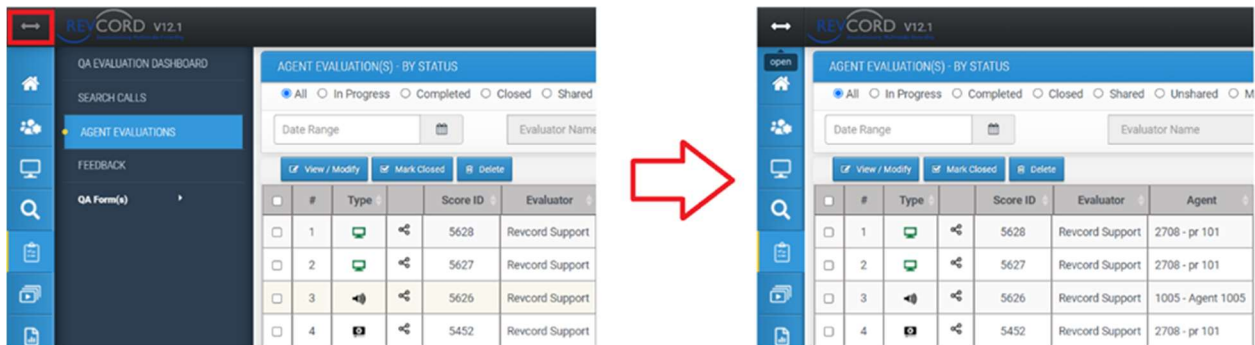 REVCORD V12.1
QA EVALUATION DASHBOARD
SEARCH CALLS
AGENT EVALUATIONS
FEEDBACK
QA Form(s)
AGENT EVALUATION(S) - BY STATUS
All In Progress Completed Closed Shared
Date Range Evaluator Name
View / Modify Mark Closed Delete
# Type Score ID Evaluator
1 5628 Revcord Support
2 5627 Revcord Support
3 5626 Revcord Support
4 5452 Revcord Support
REVCORD V12.1
open
AGENT EVALUATION(S) - BY STATUS
All In Progress Completed Closed Shared Unshared M
Date Range Evaluator Name
View / Modify Mark Closed Delete
# Type Score ID Evaluator Agent
1 5628 Revcord Support 2708 - pr 101
2 5627 Revcord Support 2708 - pr 101
3 5626 Revcord Support 1005 - Agent 1005
4 5452 Revcord Support 2708 - pr 101